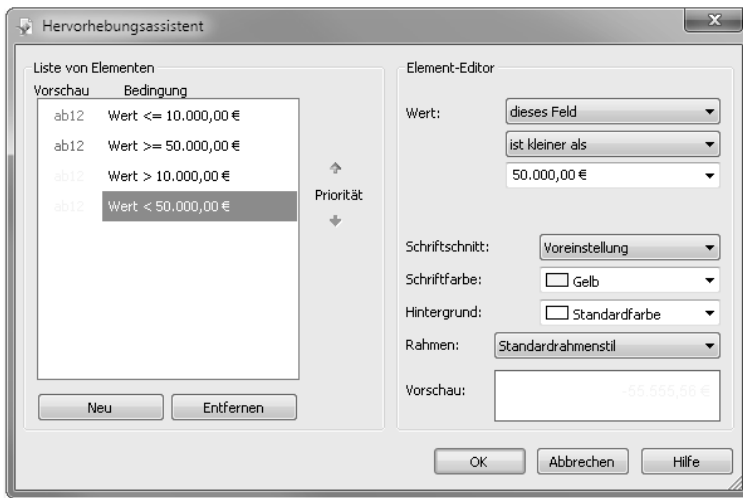 Hervorhebungsassistent
x
Liste von Elementen
Vorschau Bedingung
ab12 Wert <= 10.000,00 €
ab12 Wert >= 50.000,00 €
ab12 Wert > 10.000,00 €
ab12 Wert < 50.000,00 €
Priorität
Neu Entfernen
Element-Editor
Wert: dieses Feld
ist kleiner als
50.000,00 €
Schriftschnitt: Voreinstellung
Schriftfarbe: Gelb
Hintergrund: Standardfarbe
Rahmen: Standardrahmenstil
Vorschau: -55.555,56 €
OK Abbrechen Hilfe